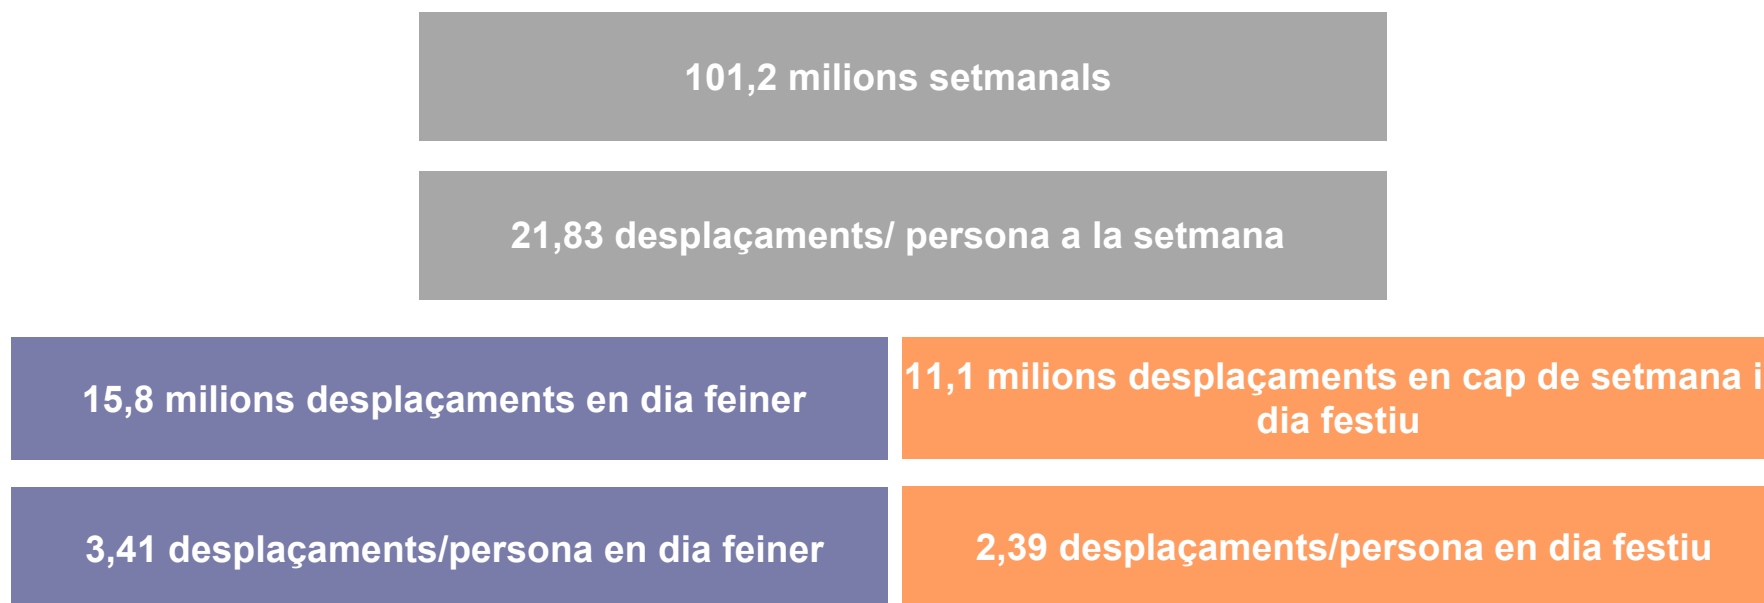 101,2 milions setmanals
21,83 desplaçaments/ persona a la setmana
15,8 milions desplaçaments en dia feiner
11,1 milions desplaçaments en cap de setmana i
dia festiu
3,41 desplaçaments/persona en dia feiner
2,39 desplaçaments/persona en dia festiu